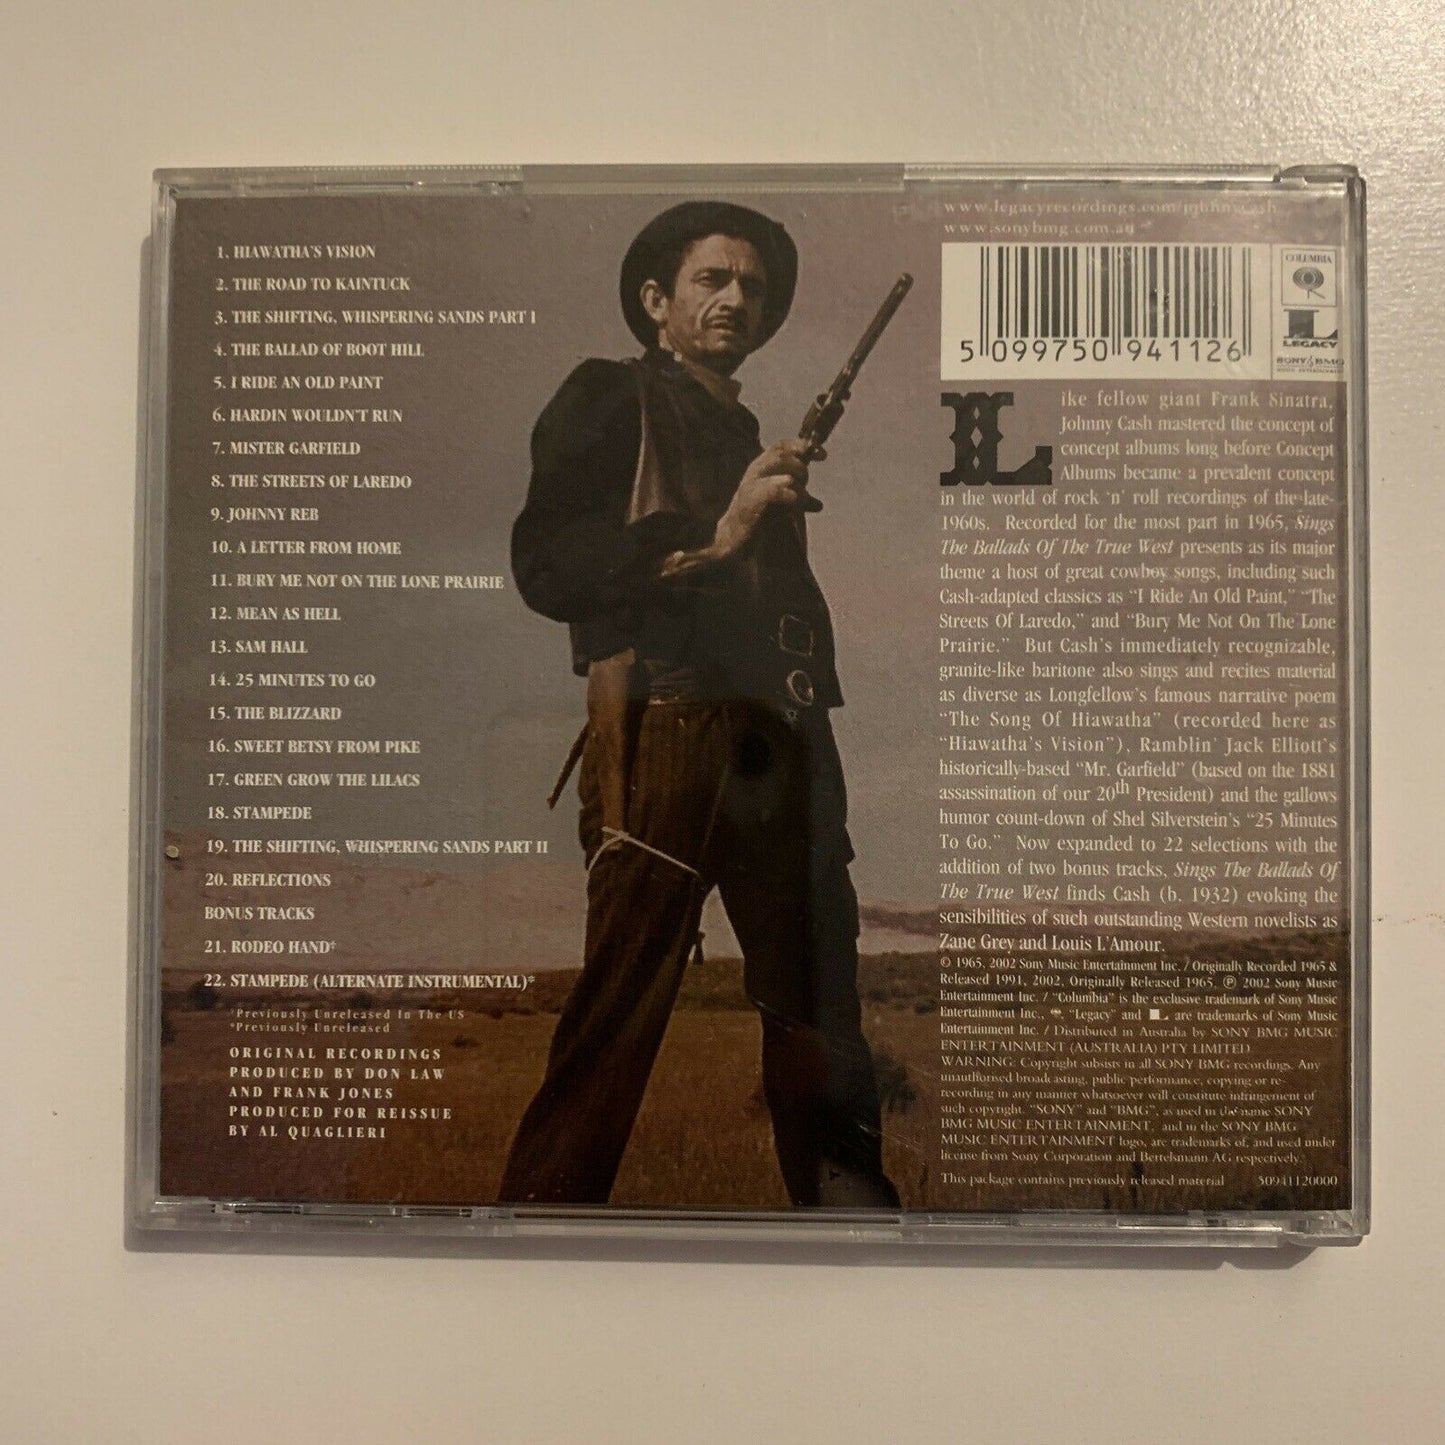 1. HIAWATHA'S VISION
2. THE ROAD TO KAINTUCK
3. THE SHIFTING, WHISPERING SANDS PART I
4. THE BALLAD OF BOOT HILL
5. I RIDE AN OLD PAINT
6. HARDIN WOULDN'T RUN
7. MISTER GARFIELD
8. THE STREETS OF LAREDO
9. JOHNNY REB
10. A LETTER FROM HOME
11. BURY ME NOT ON THE LONE PRAIRIE
12. MEAN AS HELL
13. SAM HALL
14. 25 MINUTES TO GO
15. THE BLIZZARD
16. SWEET BETSY FROM PIKE
17. GREEN GROW THE LILACS
18. STAMPEDE
19. THE SHIFTING, WHISPERING SANDS PART II
20. REFLECTIONS
BONUS TRACKS
21. RODEO HAND†
22. STAMPEDE (ALTERNATE INSTRUMENTAL)*
†Previously Unreleased In The US
*Previously Unreleased
ORIGINAL RECORDINGS
PRODUCED BY DON LAW
AND FRANK JONES
PRODUCED FOR REISSUE
BY AL QUAGLIERI
www.legacyrecordings.com/johnnycash
www.sonybmg.com.au
5 099750 941126
COLUMBIA
L
LEGACY
SONY BMG
MUSIC ENTERTAINMENT
Like fellow giant Frank Sinatra,
Johnny Cash mastered the concept of
concept albums long before Concept
Albums became a prevalent concept
in the world of rock 'n' roll recordings of the late-
1960s. Recorded for the most part in 1965, Sings
The Ballads Of The True West presents as its major
theme a host of great cowboy songs, including such
Cash-adapted classics as "I Ride An Old Paint," "The
Streets Of Laredo," and "Bury Me Not On The Lone
Prairie." But Cash's immediately recognizable,
granite-like baritone also sings and recites material
as diverse as Longfellow's famous narrative poem
"The Song Of Hiawatha" (recorded here as
"Hiawatha's Vision"), Ramblin' Jack Elliott's
historically-based "Mr. Garfield" (based on the 1881
assassination of our 20th President) and the gallows
humor count-down of Shel Silverstein's "25 Minutes
To Go." Now expanded to 22 selections with the
addition of two bonus tracks, Sings The Ballads Of
The True West finds Cash (b. 1932) evoking the
sensibilities of such outstanding Western novelists as
Zane Grey and Louis L'Amour.
© 1965, 2002 Sony Music Entertainment Inc. / Originally Recorded 1965 &
Released 1991, 2002, Originally Released 1965. ℗ 2002 Sony Music
Entertainment Inc. / "Columbia" is the exclusive trademark of Sony Music
Entertainment Inc., "Legacy" and L are trademarks of Sony Music
Entertainment Inc. / Distributed in Australia by SONY BMG MUSIC
ENTERTAINMENT (AUSTRALIA) PTY LIMITED
WARNING: Copyright subsists in all SONY BMG recordings. Any
unauthorised broadcasting, public performance, copying or re-
recording in any manner whatsoever will constitute infringement of
such copyright. "SONY" and "BMG", as used in the name SONY
BMG MUSIC ENTERTAINMENT, and in the SONY BMG
MUSIC ENTERTAINMENT logo, are trademarks of, and used under
license from Sony Corporation and Bertelsmann AG respectively.
This package contains previously released material 50941120000